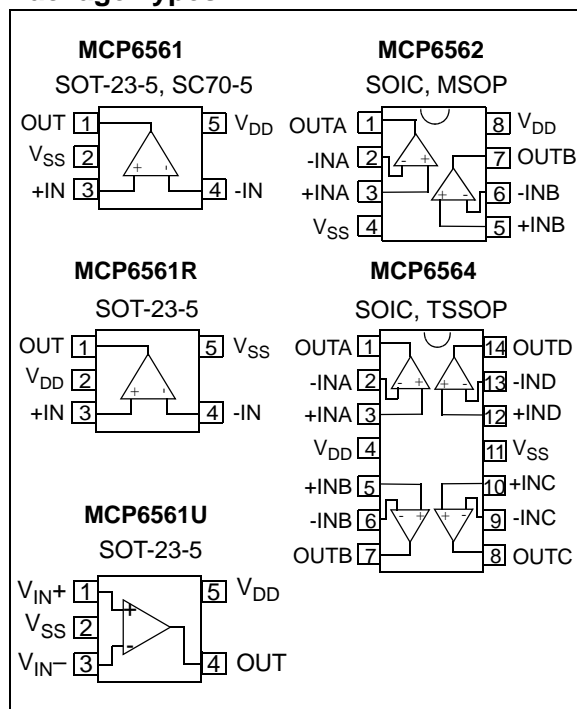 MCP6561
SOT-23-5, SC70-5
OUT 1 5 VDD
VSS 2
+IN 3 4 -IN
+ -
MCP6562
SOIC, MSOP
OUTA 1 8 VDD
-INA 2 7 OUTB
+INA 3 6 -INB
VSS 4 5 +INB
- +
+ -
MCP6561R
SOT-23-5
OUT 1 5 VSS
VDD 2
+IN 3 4 -IN
+ -
MCP6564
SOIC, TSSOP
OUTA 1 14 OUTD
-INA 2 13 -IND
+INA 3 12 +IND
VDD 4 11 VSS
+INB 5 10 +INC
-INB 6 9 -INC
OUTB 7 8 OUTC
- + + -
- + + -
MCP6561U
SOT-23-5
VIN+ 1 5 VDD
VSS 2
VIN– 3 4 OUT
+
-